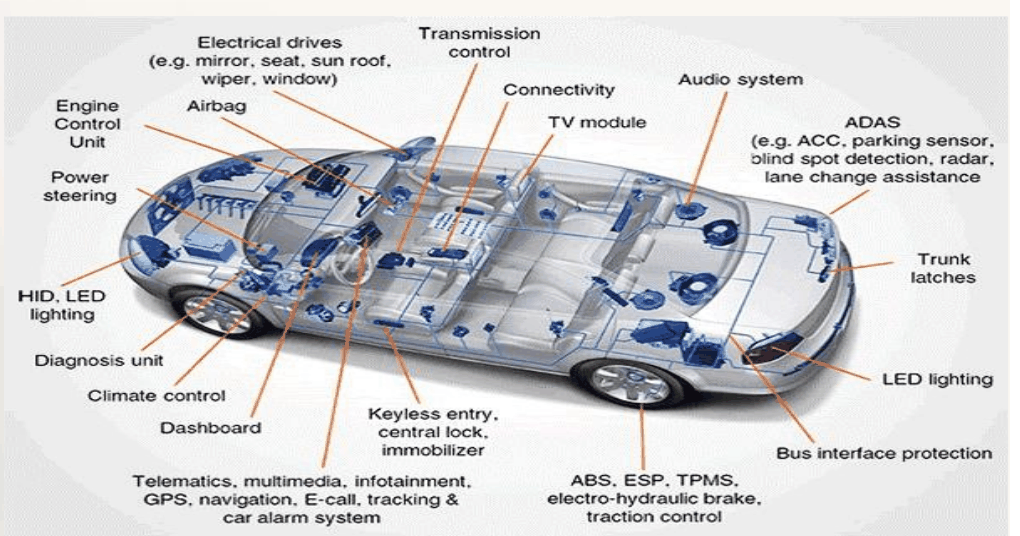 Transmission
control
Electrical drives
(e.g. mirror, seat, sun roof,
wiper, window)
Connectivity
Audio system
Engine
Control
Unit
Airbag
TV module
ADAS
(e.g. ACC, parking sensor,
blind spot detection, radar,
lane change assistance
Power
steering
Trunk
latches
HID, LED
lighting
Diagnosis unit
LED lighting
Climate control
Dashboard
Keyless entry,
central lock,
immobilizer
Bus interface protection
Telematics, multimedia, infotainment,
GPS, navigation, E-call, tracking &
car alarm system
ABS, ESP, TPMS,
electro-hydraulic brake,
traction control